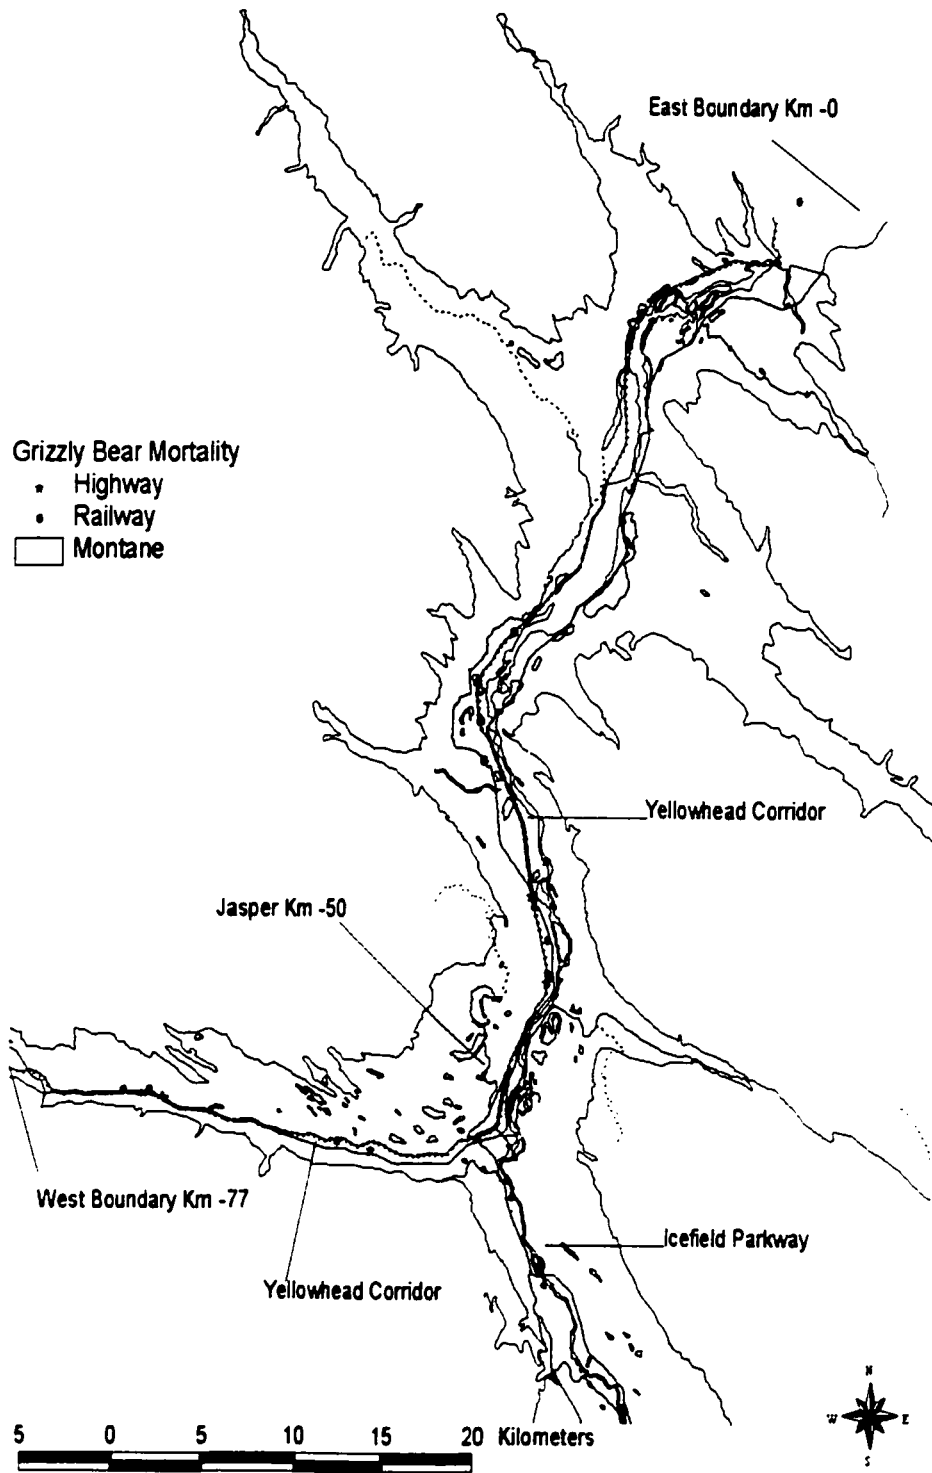 East Boundary Km -0
Grizzly Bear Mortality
Highway
Railway
Montane
Yellowhead Corridor
Jasper Km -50
West Boundary Km -77
Icefield Parkway
Yellowhead Corridor
N
W E
S
5 0 5 10 15 20 Kilometers